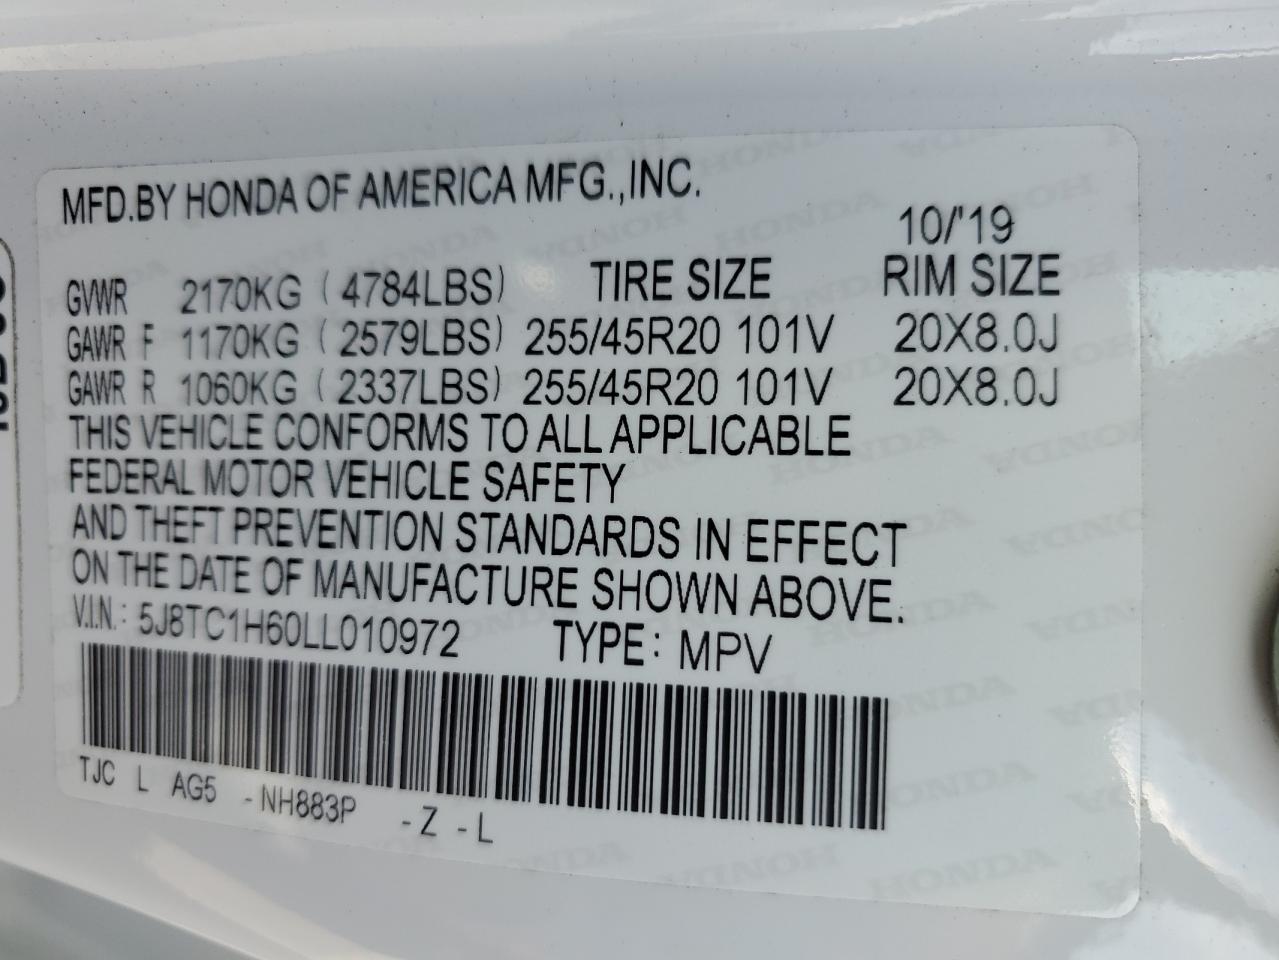 MFD.BY HONDA OF AMERICA MFG.,INC.
10/'19
GVWR 2170KG ( 4784LBS) TIRE SIZE RIM SIZE
GAWR F 1170KG ( 2579LBS) 255/45R20 101V 20X8.0J
GAWR R 1060KG ( 2337LBS) 255/45R20 101V 20X8.0J
THIS VEHICLE CONFORMS TO ALL APPLICABLE
FEDERAL MOTOR VEHICLE SAFETY
AND THEFT PREVENTION STANDARDS IN EFFECT
ON THE DATE OF MANUFACTURE SHOWN ABOVE.
V.I.N.: 5J8TC1H60LL010972 TYPE: MPV
TJC L AG5 -NH883P -Z -L